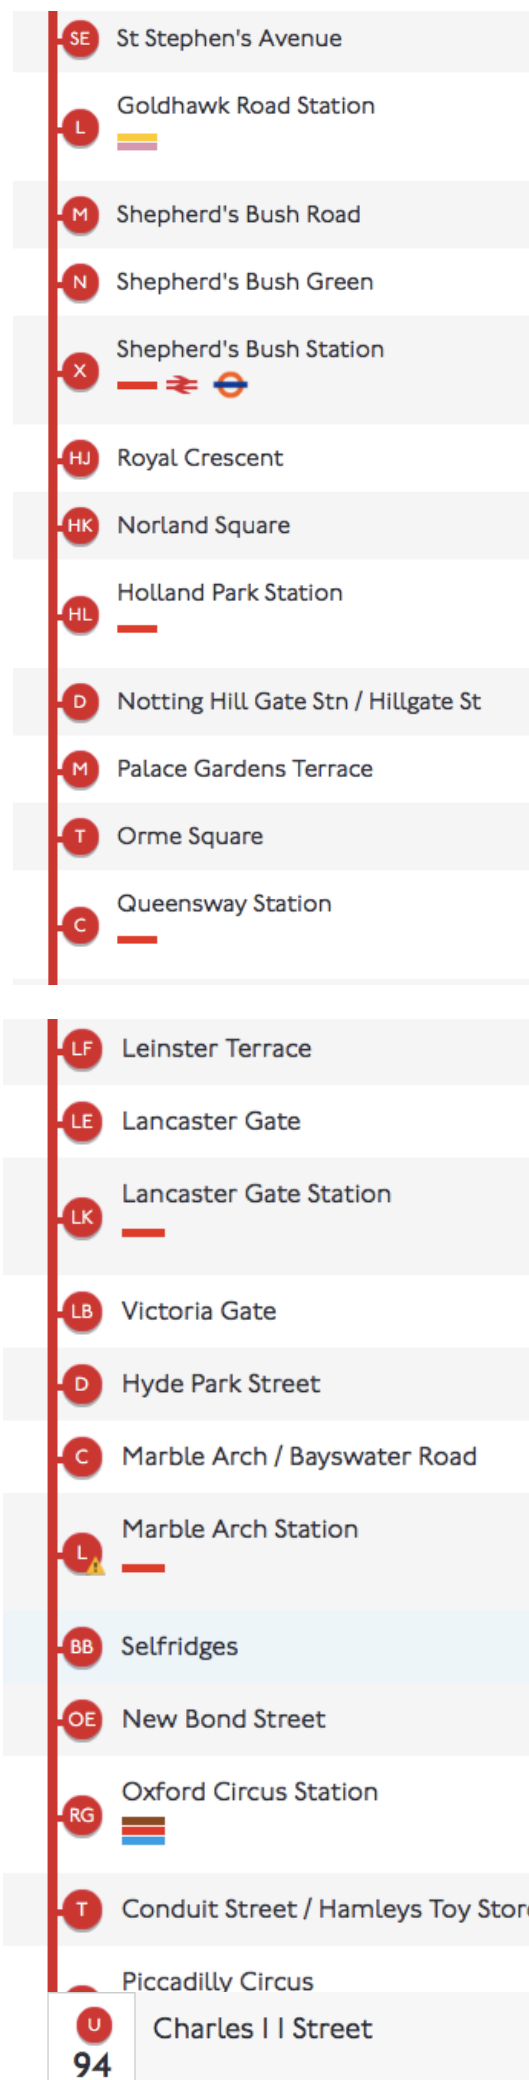 SE St Stephen's Avenue
L Goldhawk Road Station
M Shepherd's Bush Road
N Shepherd's Bush Green
X Shepherd's Bush Station
HJ Royal Crescent
HK Norland Square
HL Holland Park Station
D Notting Hill Gate Stn / Hillgate St
M Palace Gardens Terrace
T Orme Square
C Queensway Station
LF Leinster Terrace
LE Lancaster Gate
LK Lancaster Gate Station
LB Victoria Gate
D Hyde Park Street
C Marble Arch / Bayswater Road
L Marble Arch Station
BB Selfridges
OE New Bond Street
RG Oxford Circus Station
T Conduit Street / Hamleys Toy Store
Piccadilly Circus
U Charles I I Street
94